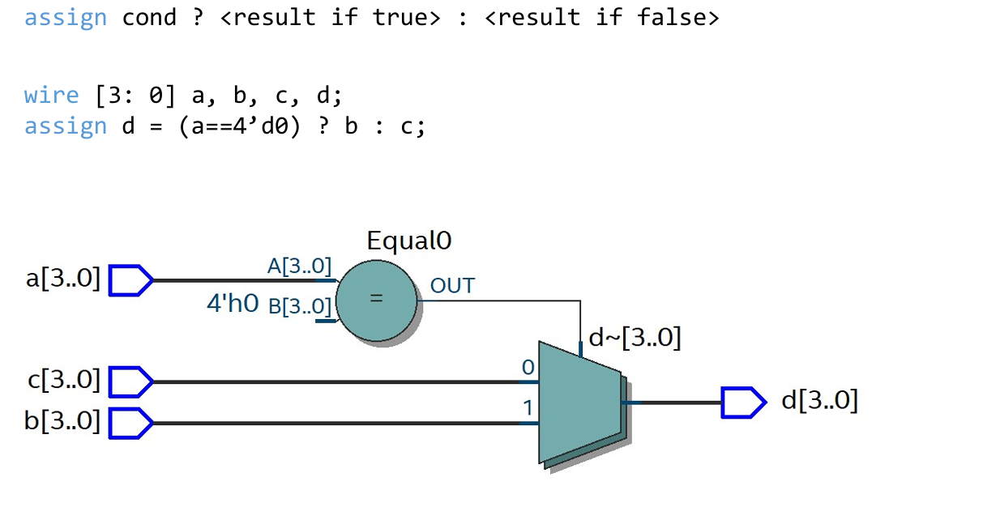 assign cond ? <result if true> : <result if false>
wire [3: 0] a, b, c, d;
assign d = (a==4’d0) ? b : c;
Equal0
a[3..0]
A[3..0]
=
OUT
4'h0 B[3..0]
d~[3..0]
c[3..0]
0
b[3..0]
1
d[3..0]